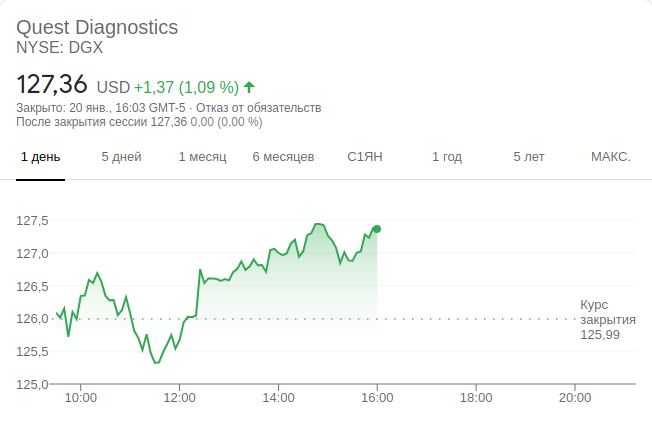 Quest Diagnostics
NYSE: DGX
127,36 USD +1,37 (1,09 %)
Закрыто: 20 янв., 16:03 GMT-5 · Отказ от обязательств
После закрытия сессии 127,36 0,00 (0,00 %)
1 день 5 дней 1 месяц 6 месяцев С1ЯН 1 год 5 лет МАКС.
127,5
127,0
126,5
126,0
125,5
125,0
Курс
закрытия
125,99
10:00 12:00 14:00 16:00 18:00 20:00